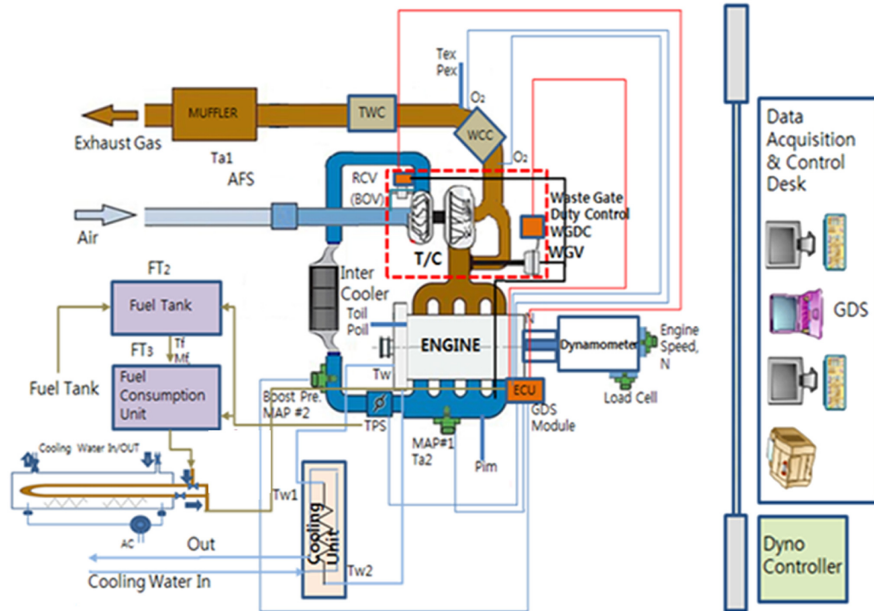 Tex
Pex
O₂
MUFFLER
TWC
WCC
O₂
Exhaust Gas
Ta1
AFS
RCV
(BOV)
Waste Gate
Duty Control
WGDC
WGV
Air
T/C
Inter
Cooler
FT2
Fuel Tank
Toil
Poil
N
ENGINE
Dynamometer
Engine
Speed,
N
FT3
Tf
Mf
Fuel Tank
Fuel
Consumption
Unit
Tw
Boost Pre.
MAP #2
TPS
ECU
GDS
Module
Load Cell
MAP#1
Ta2
Pim
Cooling Water In/OUT
Tw1
AC
Cooling
Unit
Out
Tw2
Cooling Water In
Data
Acquisition
& Control
Desk
GDS
Dyno
Controller